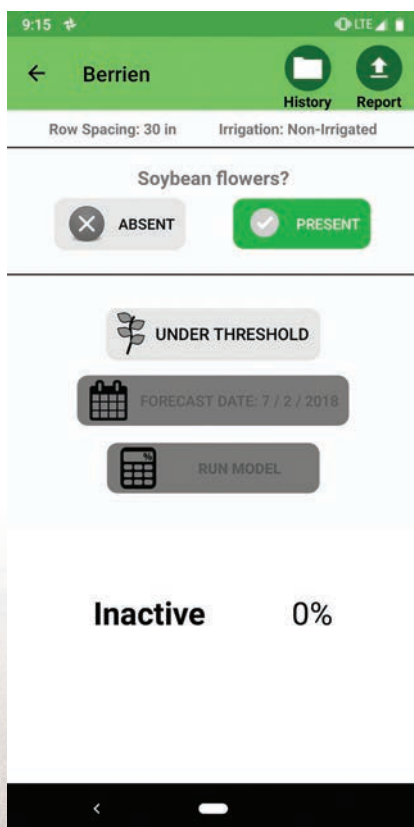 9:15 LTE
Berrien
History Report
Row Spacing: 30 in Irrigation: Non-Irrigated
Soybean flowers?
ABSENT PRESENT
UNDER THRESHOLD
FORECAST DATE: 7 / 2 / 2018
% RUN MODEL
Inactive 0%